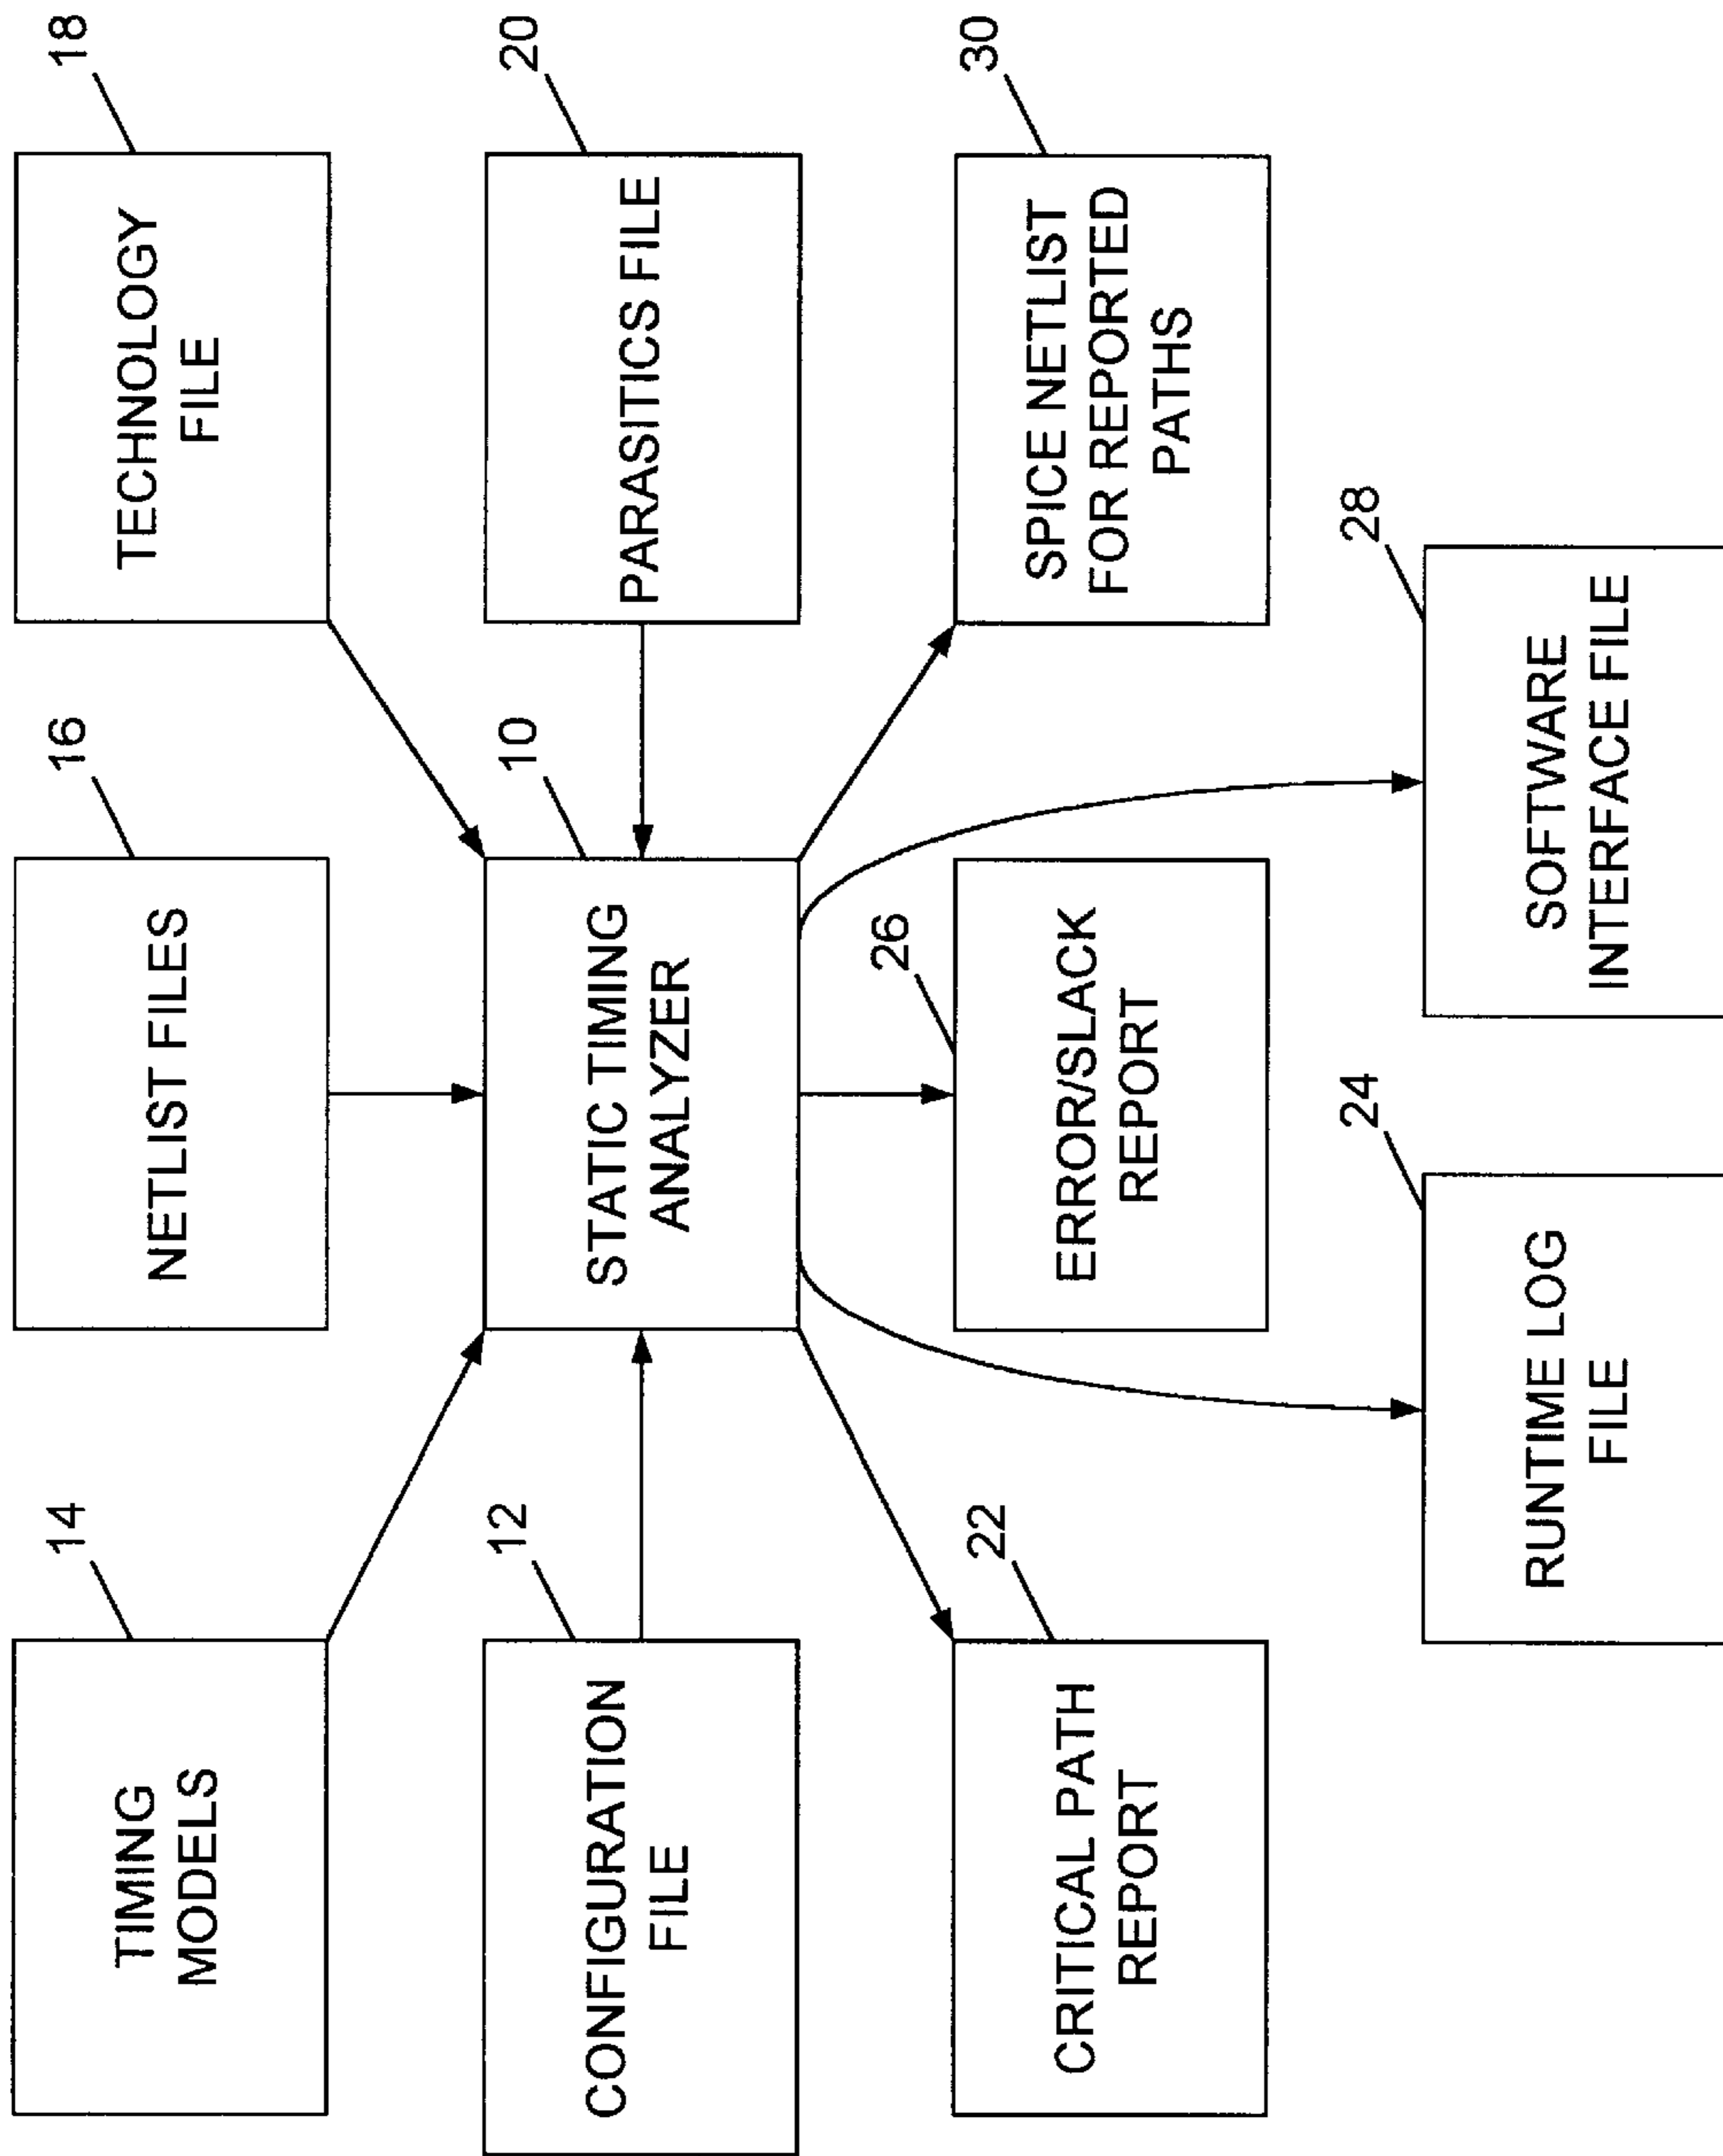 14
TIMING
MODELS
16
NETLIST FILES
18
TECHNOLOGY
FILE
12
CONFIGURATION
FILE
10
STATIC TIMING
ANALYZER
20
PARASITICS FILE
22
CRITICAL PATH
REPORT
26
ERROR/SLACK
REPORT
30
SPICE NETLIST
FOR REPORTED
PATHS
24
RUNTIME LOG
FILE
28
SOFTWARE
INTERFACE FILE